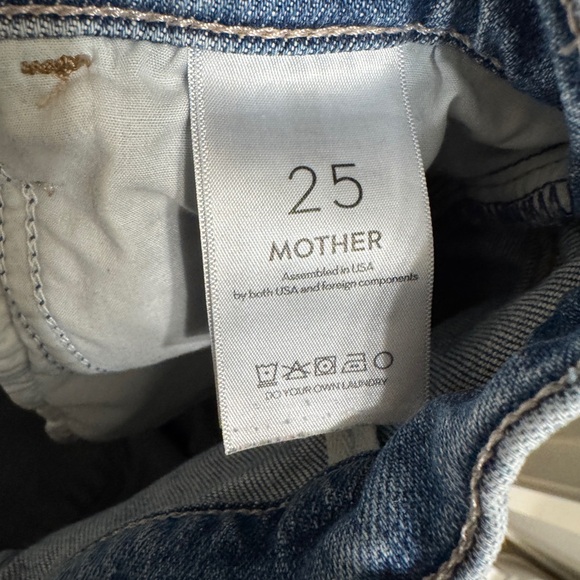 25
MOTHER
Assembled in USA
by both USA and foreign components
DO YOUR OWN LAUNDRY